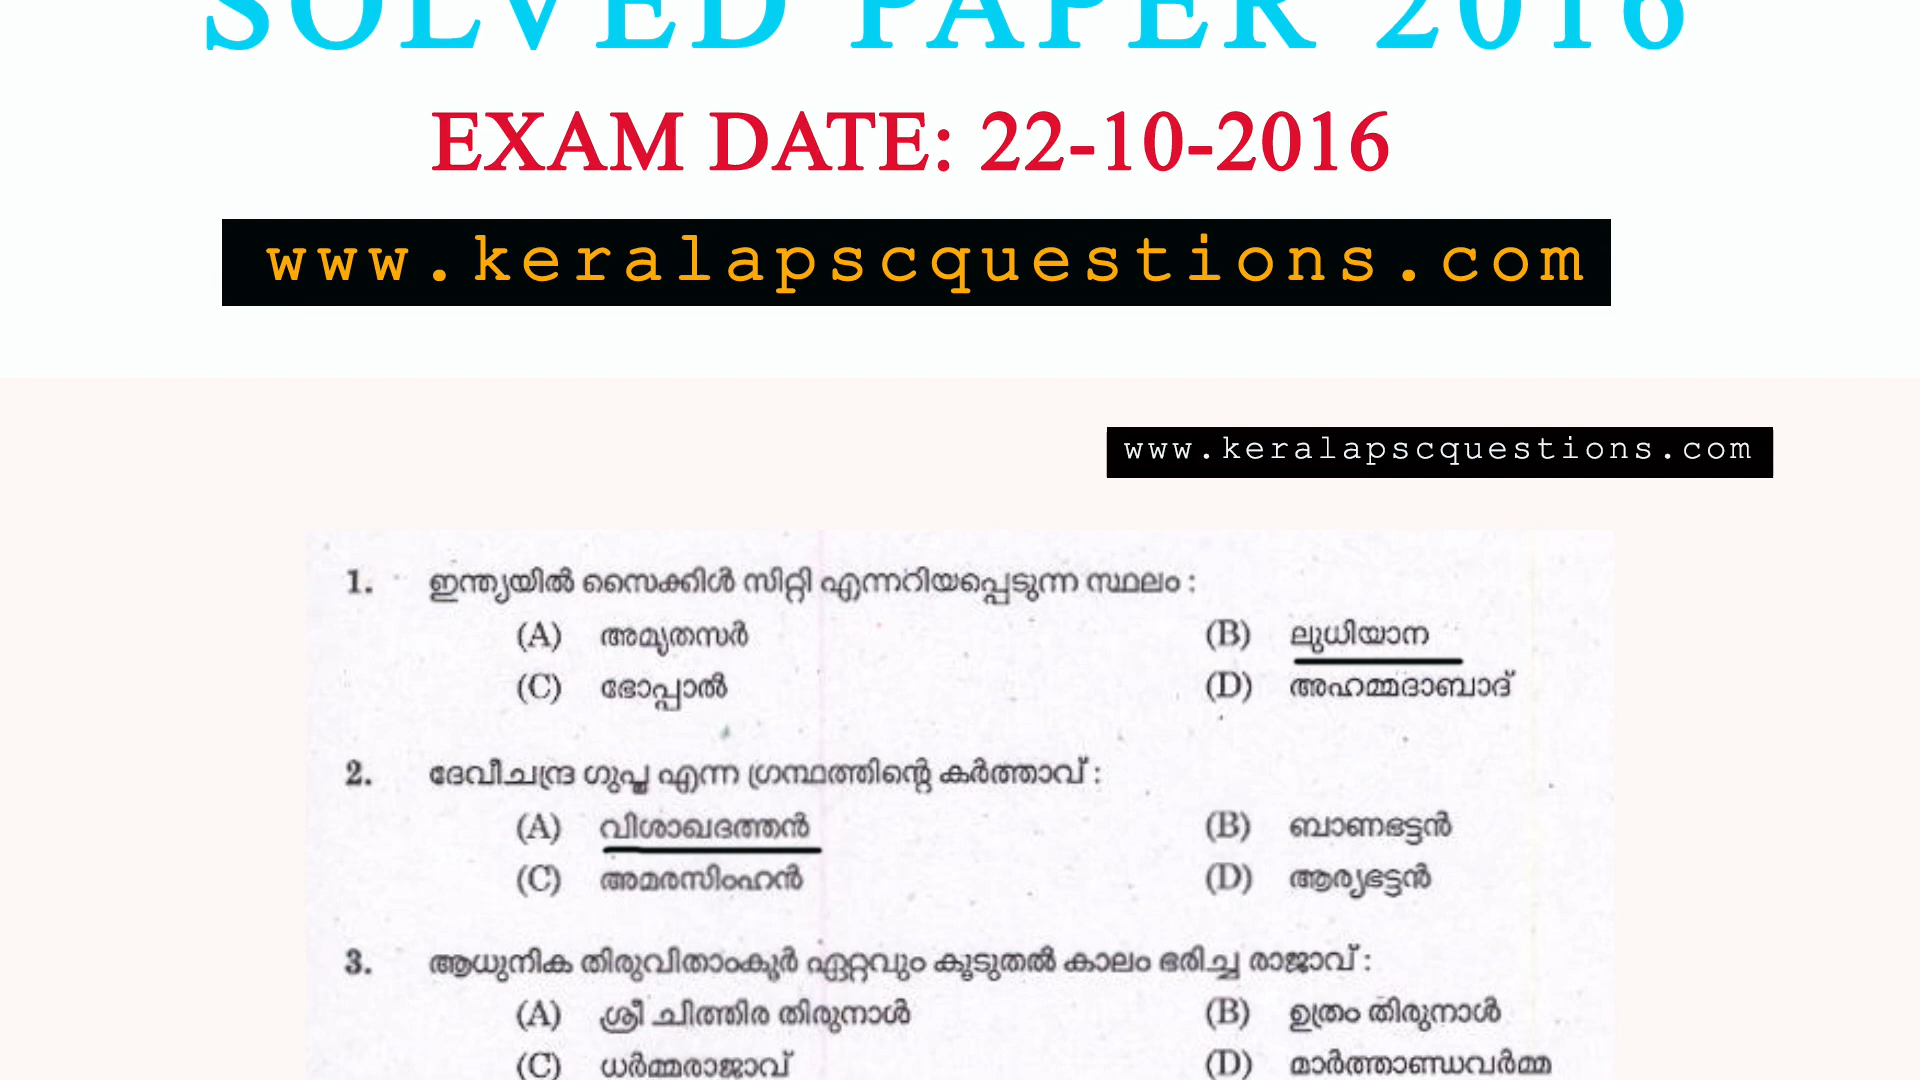 SOLVED PAPER 2016
EXAM DATE: 22-10-2016
www.keralapscquestions.com
www.keralapscquestions.com
1. ഇന്ത്യയിൽ സൈക്കിൾ സിറ്റി എന്നറിയപ്പെടുന്ന സ്ഥലം :
(A) അമൃതസർ (B) ലുധിയാന
(C) ഭോപ്പാൽ (D) അഹമ്മദാബാദ്
2. ദേവീചന്ദ്ര ഗുപ്ത എന്ന ഗ്രന്ഥത്തിന്റെ കർത്താവ് :
(A) വിശാഖദത്തൻ (B) ബാണഭട്ടൻ
(C) അമരസിംഹൻ (D) ആര്യഭട്ടൻ
3. ആധുനിക തിരുവിതാംകൂർ ഏറ്റവും കൂടുതൽ കാലം ഭരിച്ച രാജാവ് :
(A) ശ്രീ ചിത്തിര തിരുനാൾ (B) ഉത്രം തിരുനാൾ
(C) ധർമ്മരാജാവ് (D) മാർത്താണ്ഡവർമ്മ